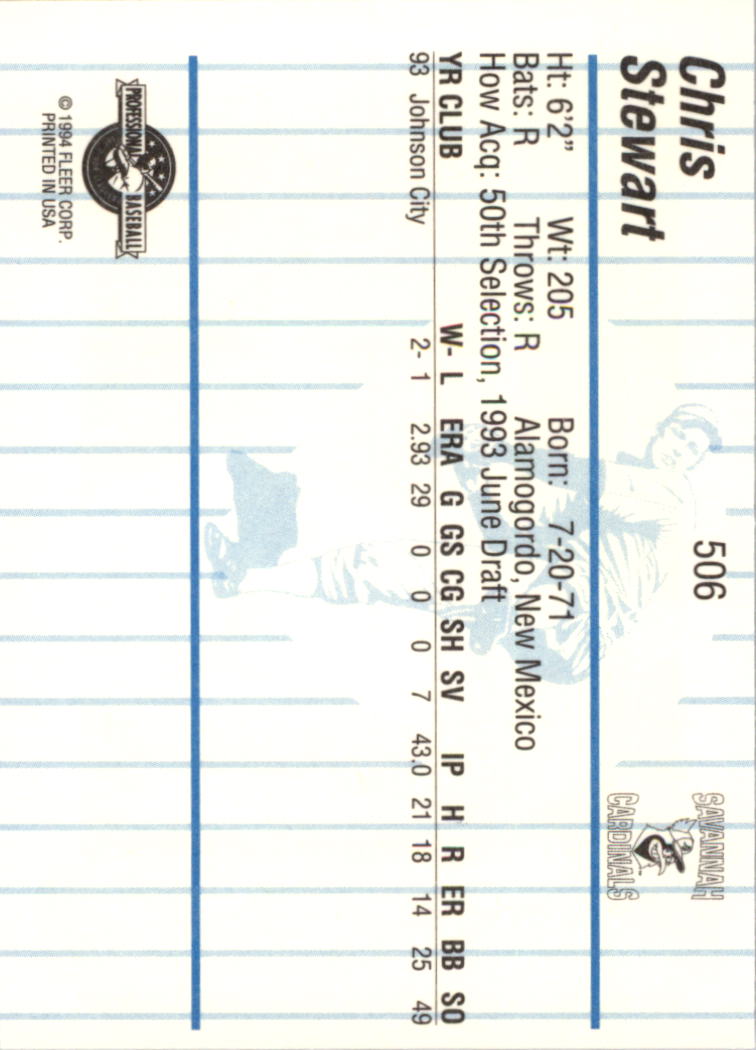 Chris
Stewart
506
SAVANNAH
CARDINALS
Ht: 6'2" Wt: 205 Born: 7-20-71
Bats: R Throws: R Alamogordo, New Mexico
How Acq: 50th Selection, 1993 June Draft
YR CLUB W- L ERA G GS CG SH SV IP H R ER BB SO
93 Johnson City 2- 1 2.93 29 0 0 0 7 43.0 21 18 14 25 49
PROFESSIONAL BASEBALL
© 1994 FLEER CORP.
PRINTED IN USA